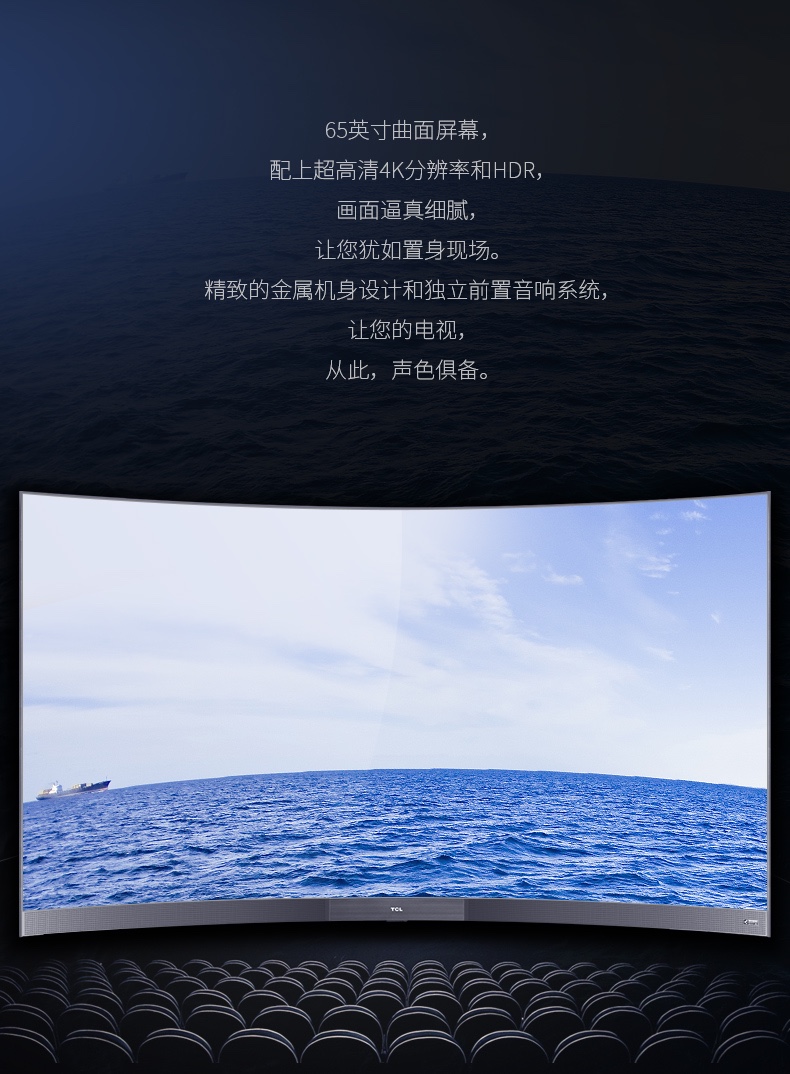 65英寸曲面屏幕，
配上超高清4K分辨率和HDR，
画面逼真细腻，
让您犹如置身现场。
精致的金属机身设计和独立前置音响系统，
让您的电视，
从此，声色俱备。
TCL